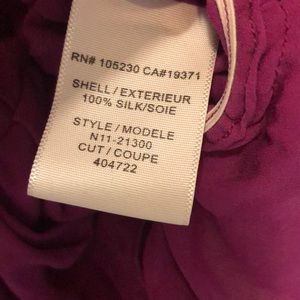 RN# 105230 CA#19371
SHELL / EXTERIEUR
100% SILK/SOIE
STYLE / MODELE
N11-21300
CUT / COUPE
404722